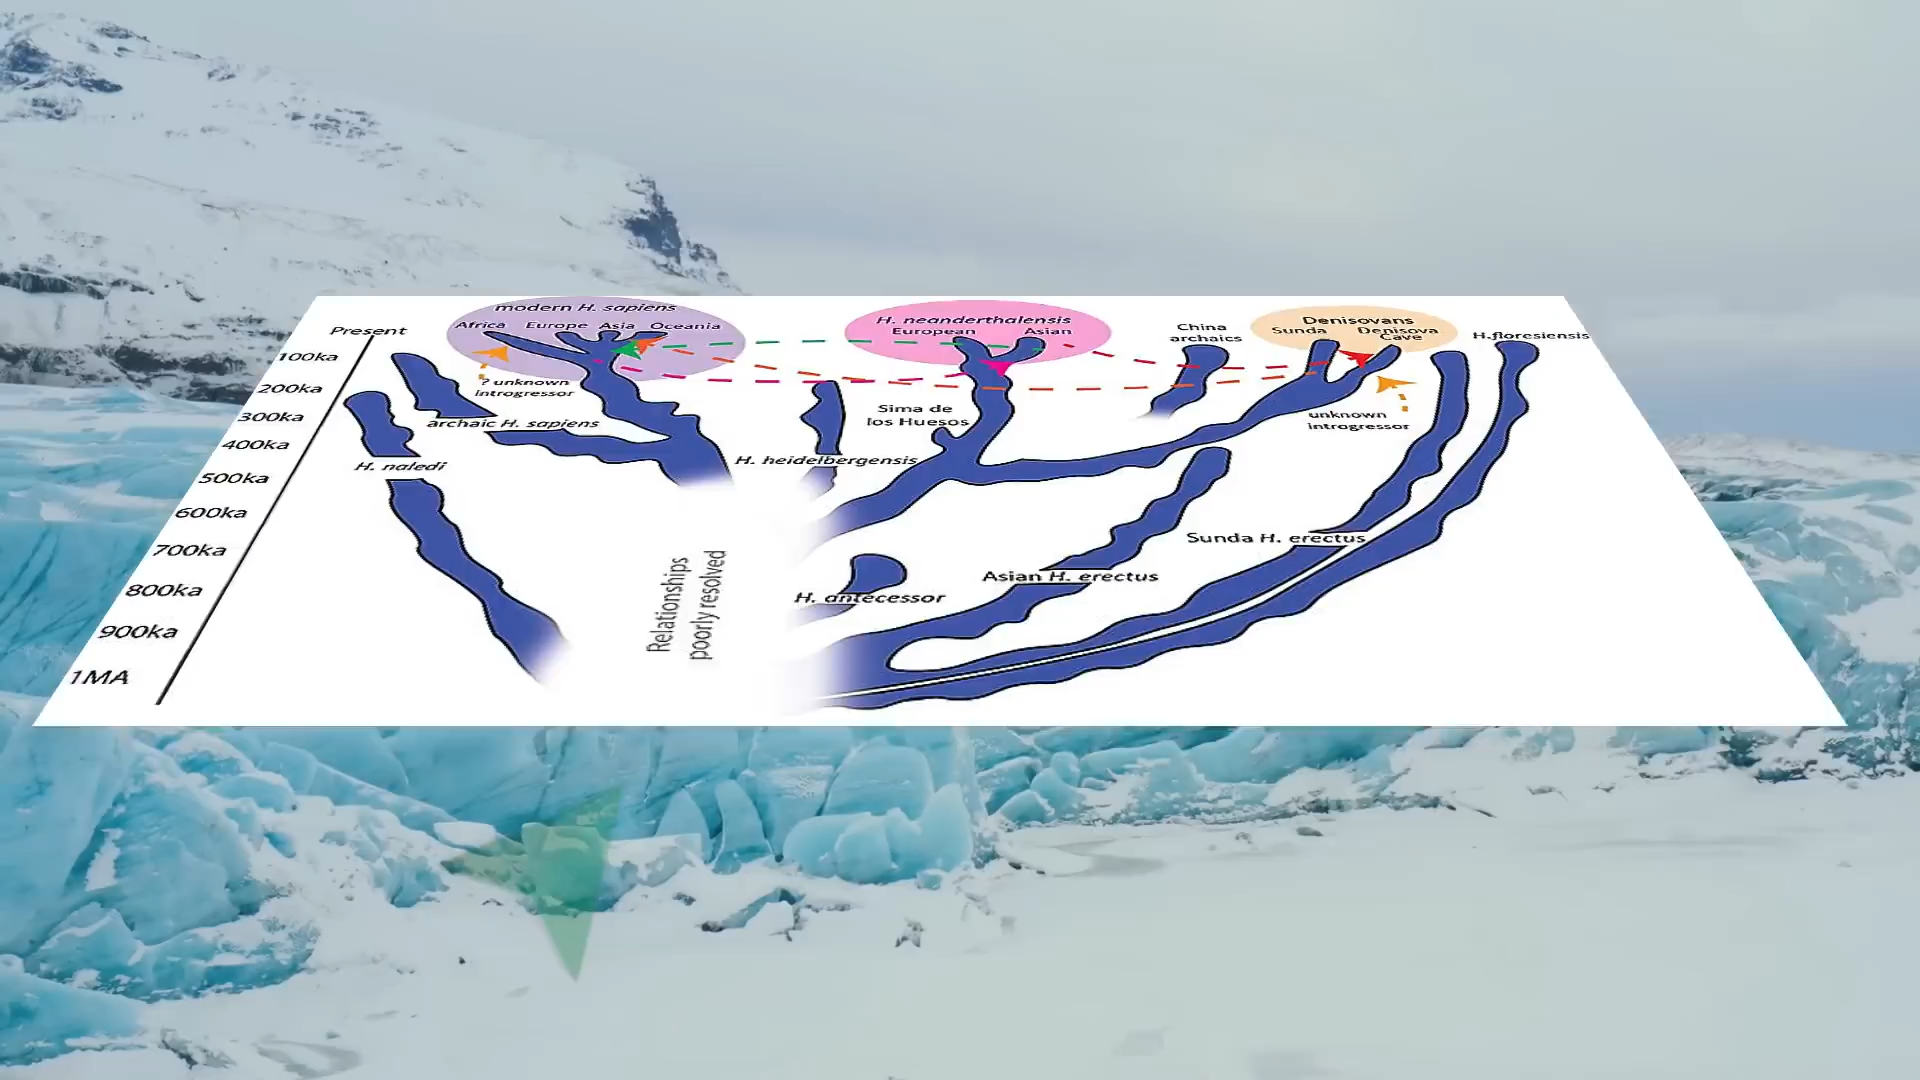 modern H. sapiens
Africa Europe Asia Oceania
H. neanderthalensis
European Asian
China
archaics
Denisovans
Sunda Denisova
Cave
H.floresiensis
Present
100ka
200ka
300ka
400ka
500ka
600ka
700ka
800ka
900ka
1MA
? unknown
introgressor
archaic H. sapiens
H. naledi
Sima de
los Huesos
H. heidelbergensis
unknown
introgressor
Sunda H. erectus
Asian H. erectus
H. antecessor
Relationships
poorly resolved